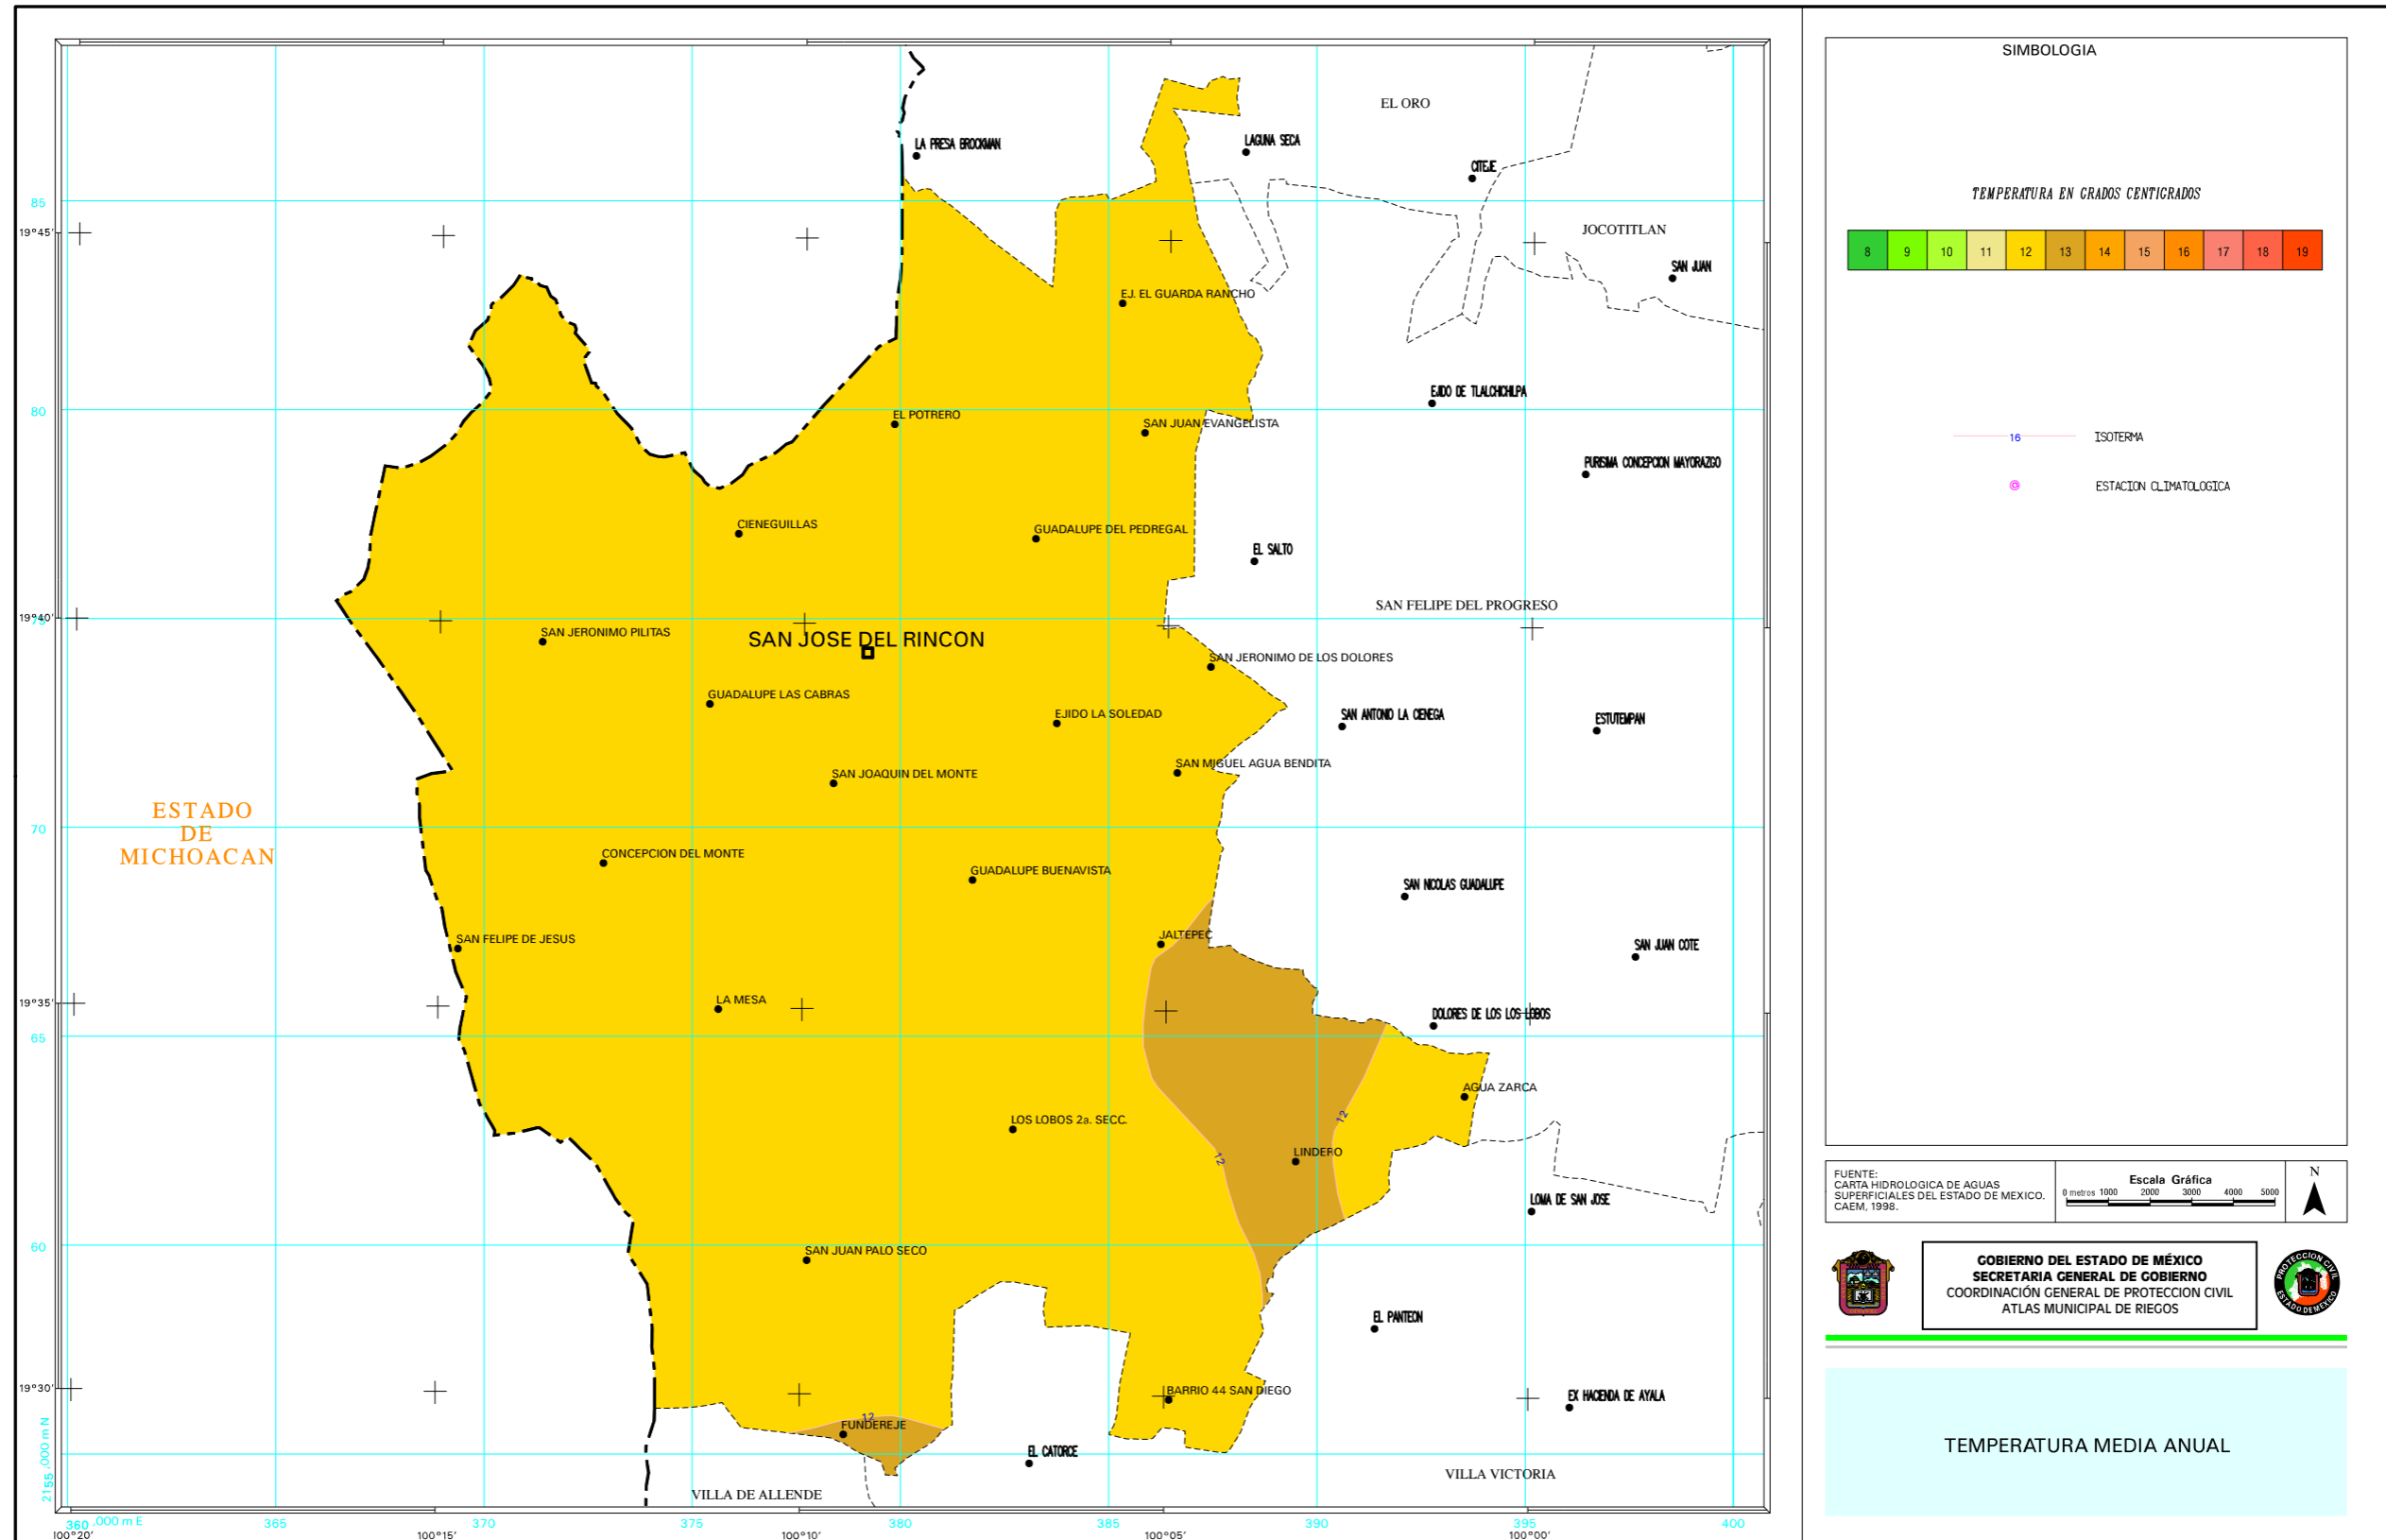 SIMBOLOGIA
TEMPERATURA EN GRADOS CENTIGRADOS
8 9 10 11 12 13 14 15 16 17 18 19
16 ISOTERMA
ESTACION CLIMATOLOGICA
EL ORO
LA PRESA BROCKMAN
LAGUNA SECA
CITEJE
JOCOTITLAN
SAN JUAN
85
19°45'
EJ. EL GUARDA RANCHO
EJIDO DE TLALCHICHILPA
80
EL POTRERO
SAN JUAN EVANGELISTA
PURISIMA CONCEPCION MAYORAZGO
CIENEGUILLAS
GUADALUPE DEL PEDREGAL
EL SALTO
SAN FELIPE DEL PROGRESO
19°40'
SAN JERONIMO PILITAS
SAN JOSE DEL RINCON
SAN JERONIMO DE LOS DOLORES
GUADALUPE LAS CABRAS
EJIDO LA SOLEDAD
SAN ANTONIO LA CIENEGA
ESTUTEMPAN
SAN JOAQUIN DEL MONTE
SAN MIGUEL AGUA BENDITA
ESTADO
DE
MICHOACAN
70
CONCEPCION DEL MONTE
GUADALUPE BUENAVISTA
SAN NICOLAS GUADALUPE
SAN FELIPE DE JESUS
JALTEPEC
SAN JUAN COTE
19°35'
LA MESA
DOLORES DE LOS LOS LOBOS
65
AGUA ZARCA
LOS LOBOS 2a. SECC.
12
12
LINDERO
LOMA DE SAN JOSE
60
SAN JUAN PALO SECO
EL PANTEON
19°30'
BARRIO 44 SAN DIEGO
EX HACIENDA DE AYALA
12
FUNDEREJE
EL CATORCE
2155 ,000 m N
VILLA DE ALLENDE
VILLA VICTORIA
360 ,000 m E 365 370 375 380 385 390 395 400
100°20' 100°15' 100°10' 100°05' 100°00'
FUENTE:
CARTA HIDROLOGICA DE AGUAS
SUPERFICIALES DEL ESTADO DE MEXICO.
CAEM, 1998.
Escala Gráfica
0 metros 1000 2000 3000 4000 5000
N
GOBIERNO DEL ESTADO DE MÉXICO
SECRETARIA GENERAL DE GOBIERNO
COORDINACIÓN GENERAL DE PROTECCION CIVIL
ATLAS MUNICIPAL DE RIEGOS
PROTECCION CIVIL
ESTADO DE MEXICO
TEMPERATURA MEDIA ANUAL